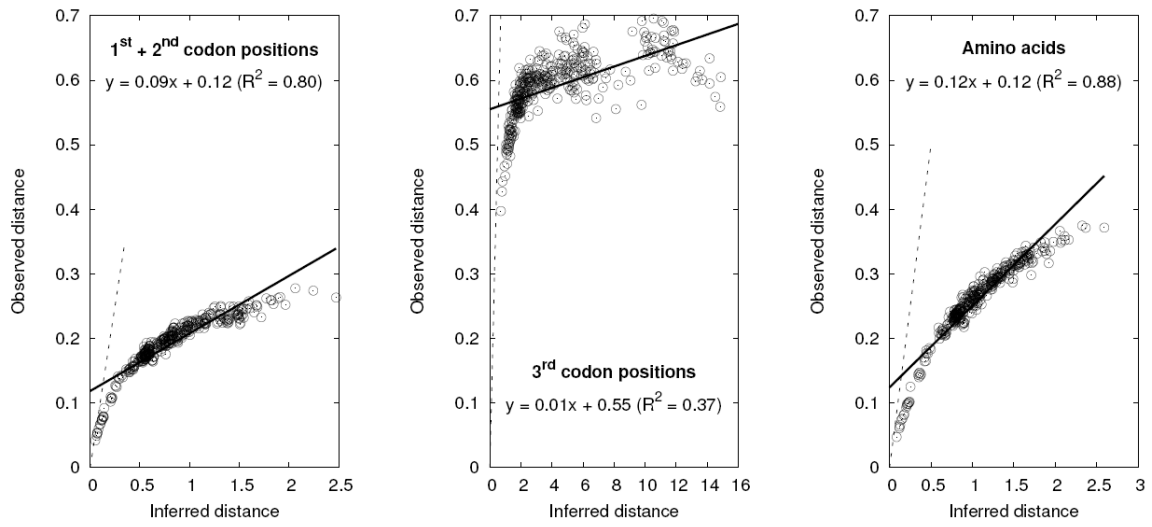 1st + 2nd codon positions
y = 0.09x + 0.12 (R2 = 0.80)
Observed distance
0.7
0.6
0.5
0.4
0.3
0.2
0.1
0
0 0.5 1 1.5 2 2.5
Inferred distance
3rd codon positions
y = 0.01x + 0.55 (R2 = 0.37)
Observed distance
0.7
0.6
0.5
0.4
0.3
0.2
0.1
0
0 2 4 6 8 10 12 14 16
Inferred distance
Amino acids
y = 0.12x + 0.12 (R2 = 0.88)
Observed distance
0.7
0.6
0.5
0.4
0.3
0.2
0.1
0
0 0.5 1 1.5 2 2.5 3
Inferred distance